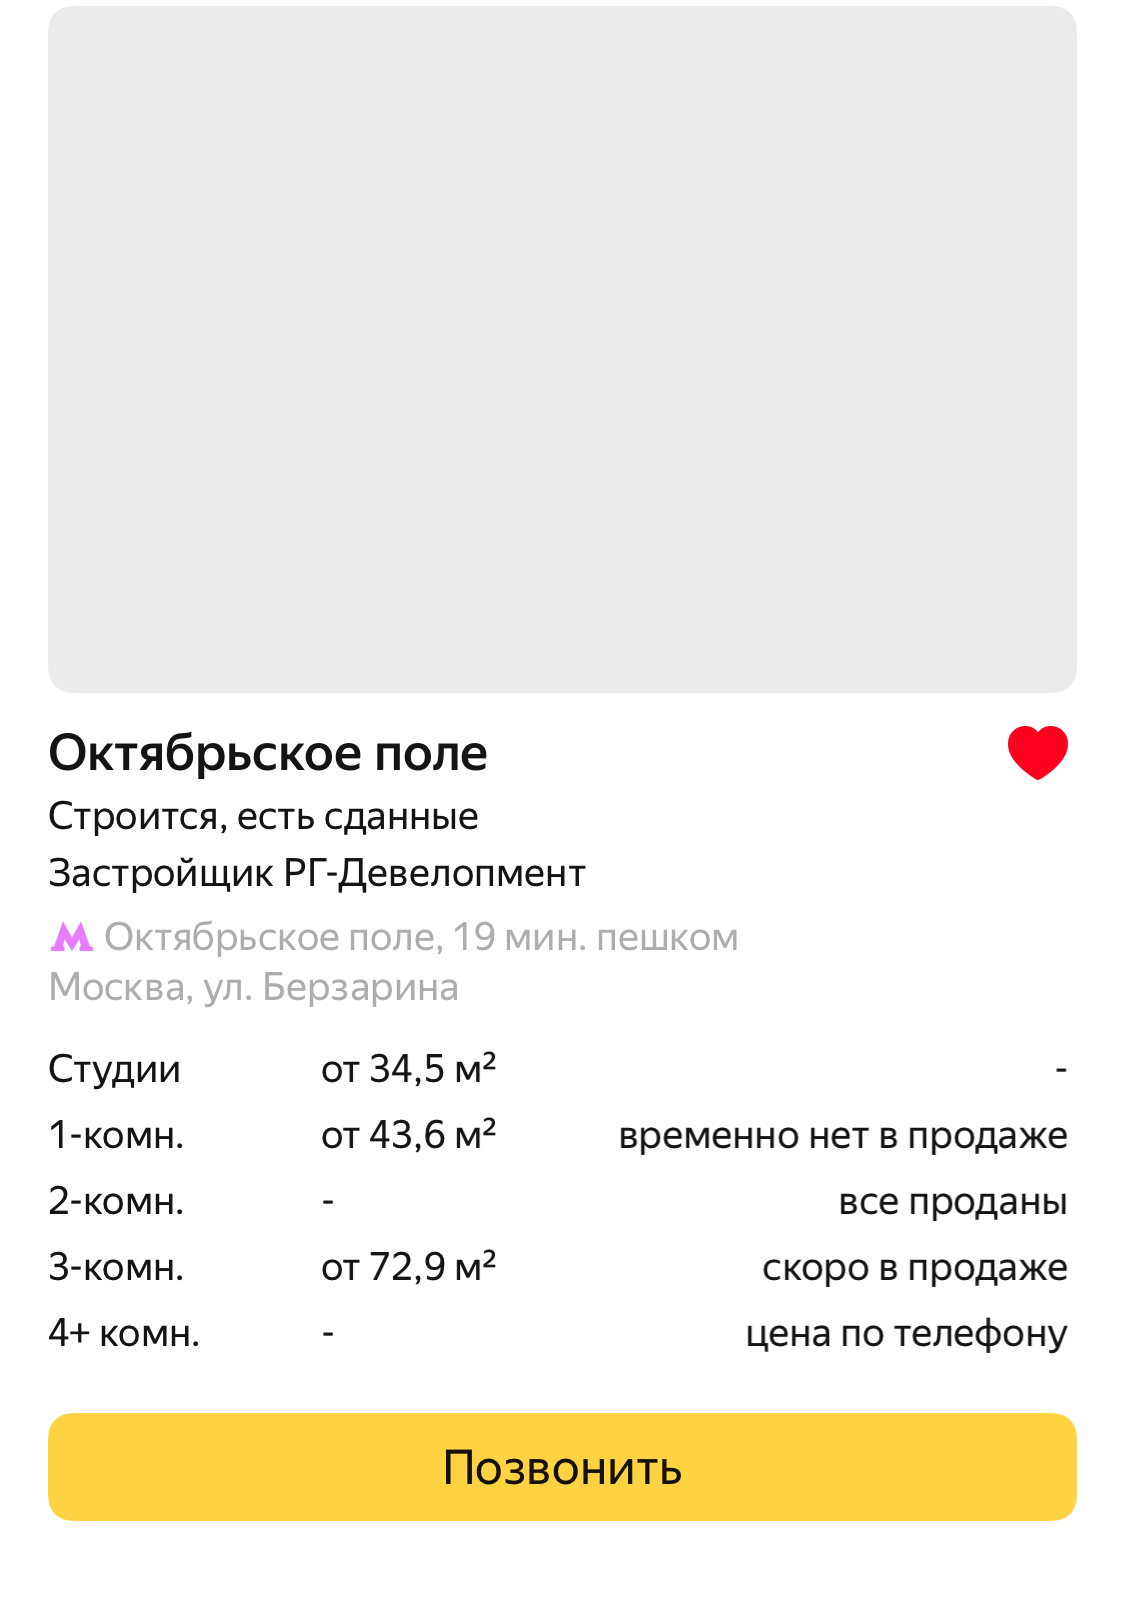 Октябрьское поле
Строится, есть сданные
Застройщик РГ-Девелопмент
Октябрьское поле, 19 мин. пешком
Москва, ул. Берзарина
Студии от 34,5 м² -
1-комн. от 43,6 м² временно нет в продаже
2-комн. - все проданы
3-комн. от 72,9 м² скоро в продаже
4+ комн. - цена по телефону
Позвонить